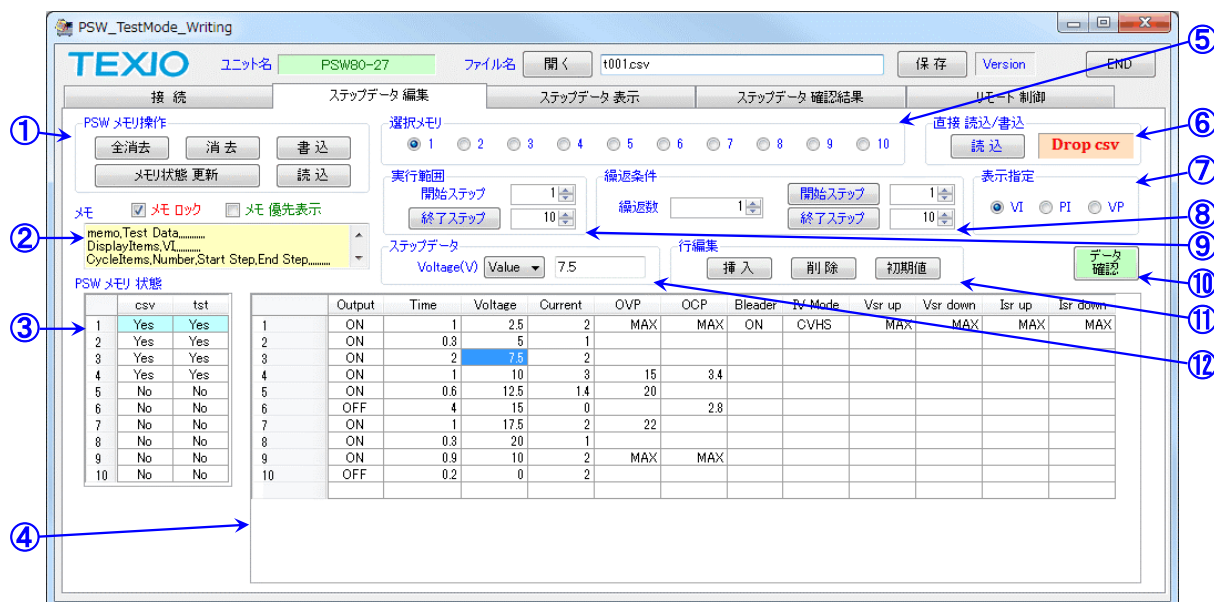 PSW_TestMode_Writing
⑤
TEXIO ユニット名 PSW80-27 ファイル名 開く t001.csv 保存 Version END
接続 ステップデータ 編集 ステップデータ 表示 ステップデータ 確認結果 リモート 制御
① PSW メモリ操作 選択メモリ 直接 読込/書込 ⑥
全消去 消去 書込 1 2 3 4 5 6 7 8 9 10 読込 Drop csv
メモリ状態 更新 読込 実行範囲 繰返条件 表示指定 ⑦
開始ステップ 1 繰返数 1 開始ステップ 1 VI PI VP
メモ メモ ロック メモ 優先表示 終了ステップ 10 終了ステップ 10 ⑧
② memo,Test Data,,,,,,,,,,
DisplayItems,VI,,,,,,,,,,
CycleItems,Number,Start Step,End Step,,,,,,,,
ステップデータ 行編集 ⑨
Voltage(V) Value 7.5 挿入 削除 初期値 データ確認 ⑩
PSW メモリ 状態
csv tst Output Time Voltage Current OVP OCP Bleader IV Mode Vsr up Vsr down Isr up Isr down ⑪
③ 1 Yes Yes 1 ON 1 2.5 2 MAX MAX ON CVHS MAX MAX MAX MAX
2 Yes Yes 2 ON 0.3 5 1
3 Yes Yes 3 ON 2 7.5 2
4 Yes Yes 4 ON 1 10 3 15 3.4 ⑫
5 No No 5 ON 0.6 12.5 1.4 20
6 No No 6 OFF 4 15 0 2.8
7 No No 7 ON 1 17.5 2 22
8 No No 8 ON 0.3 20 1
9 No No 9 ON 0.9 10 2 MAX MAX
10 No No 10 OFF 0.2 0 2
④